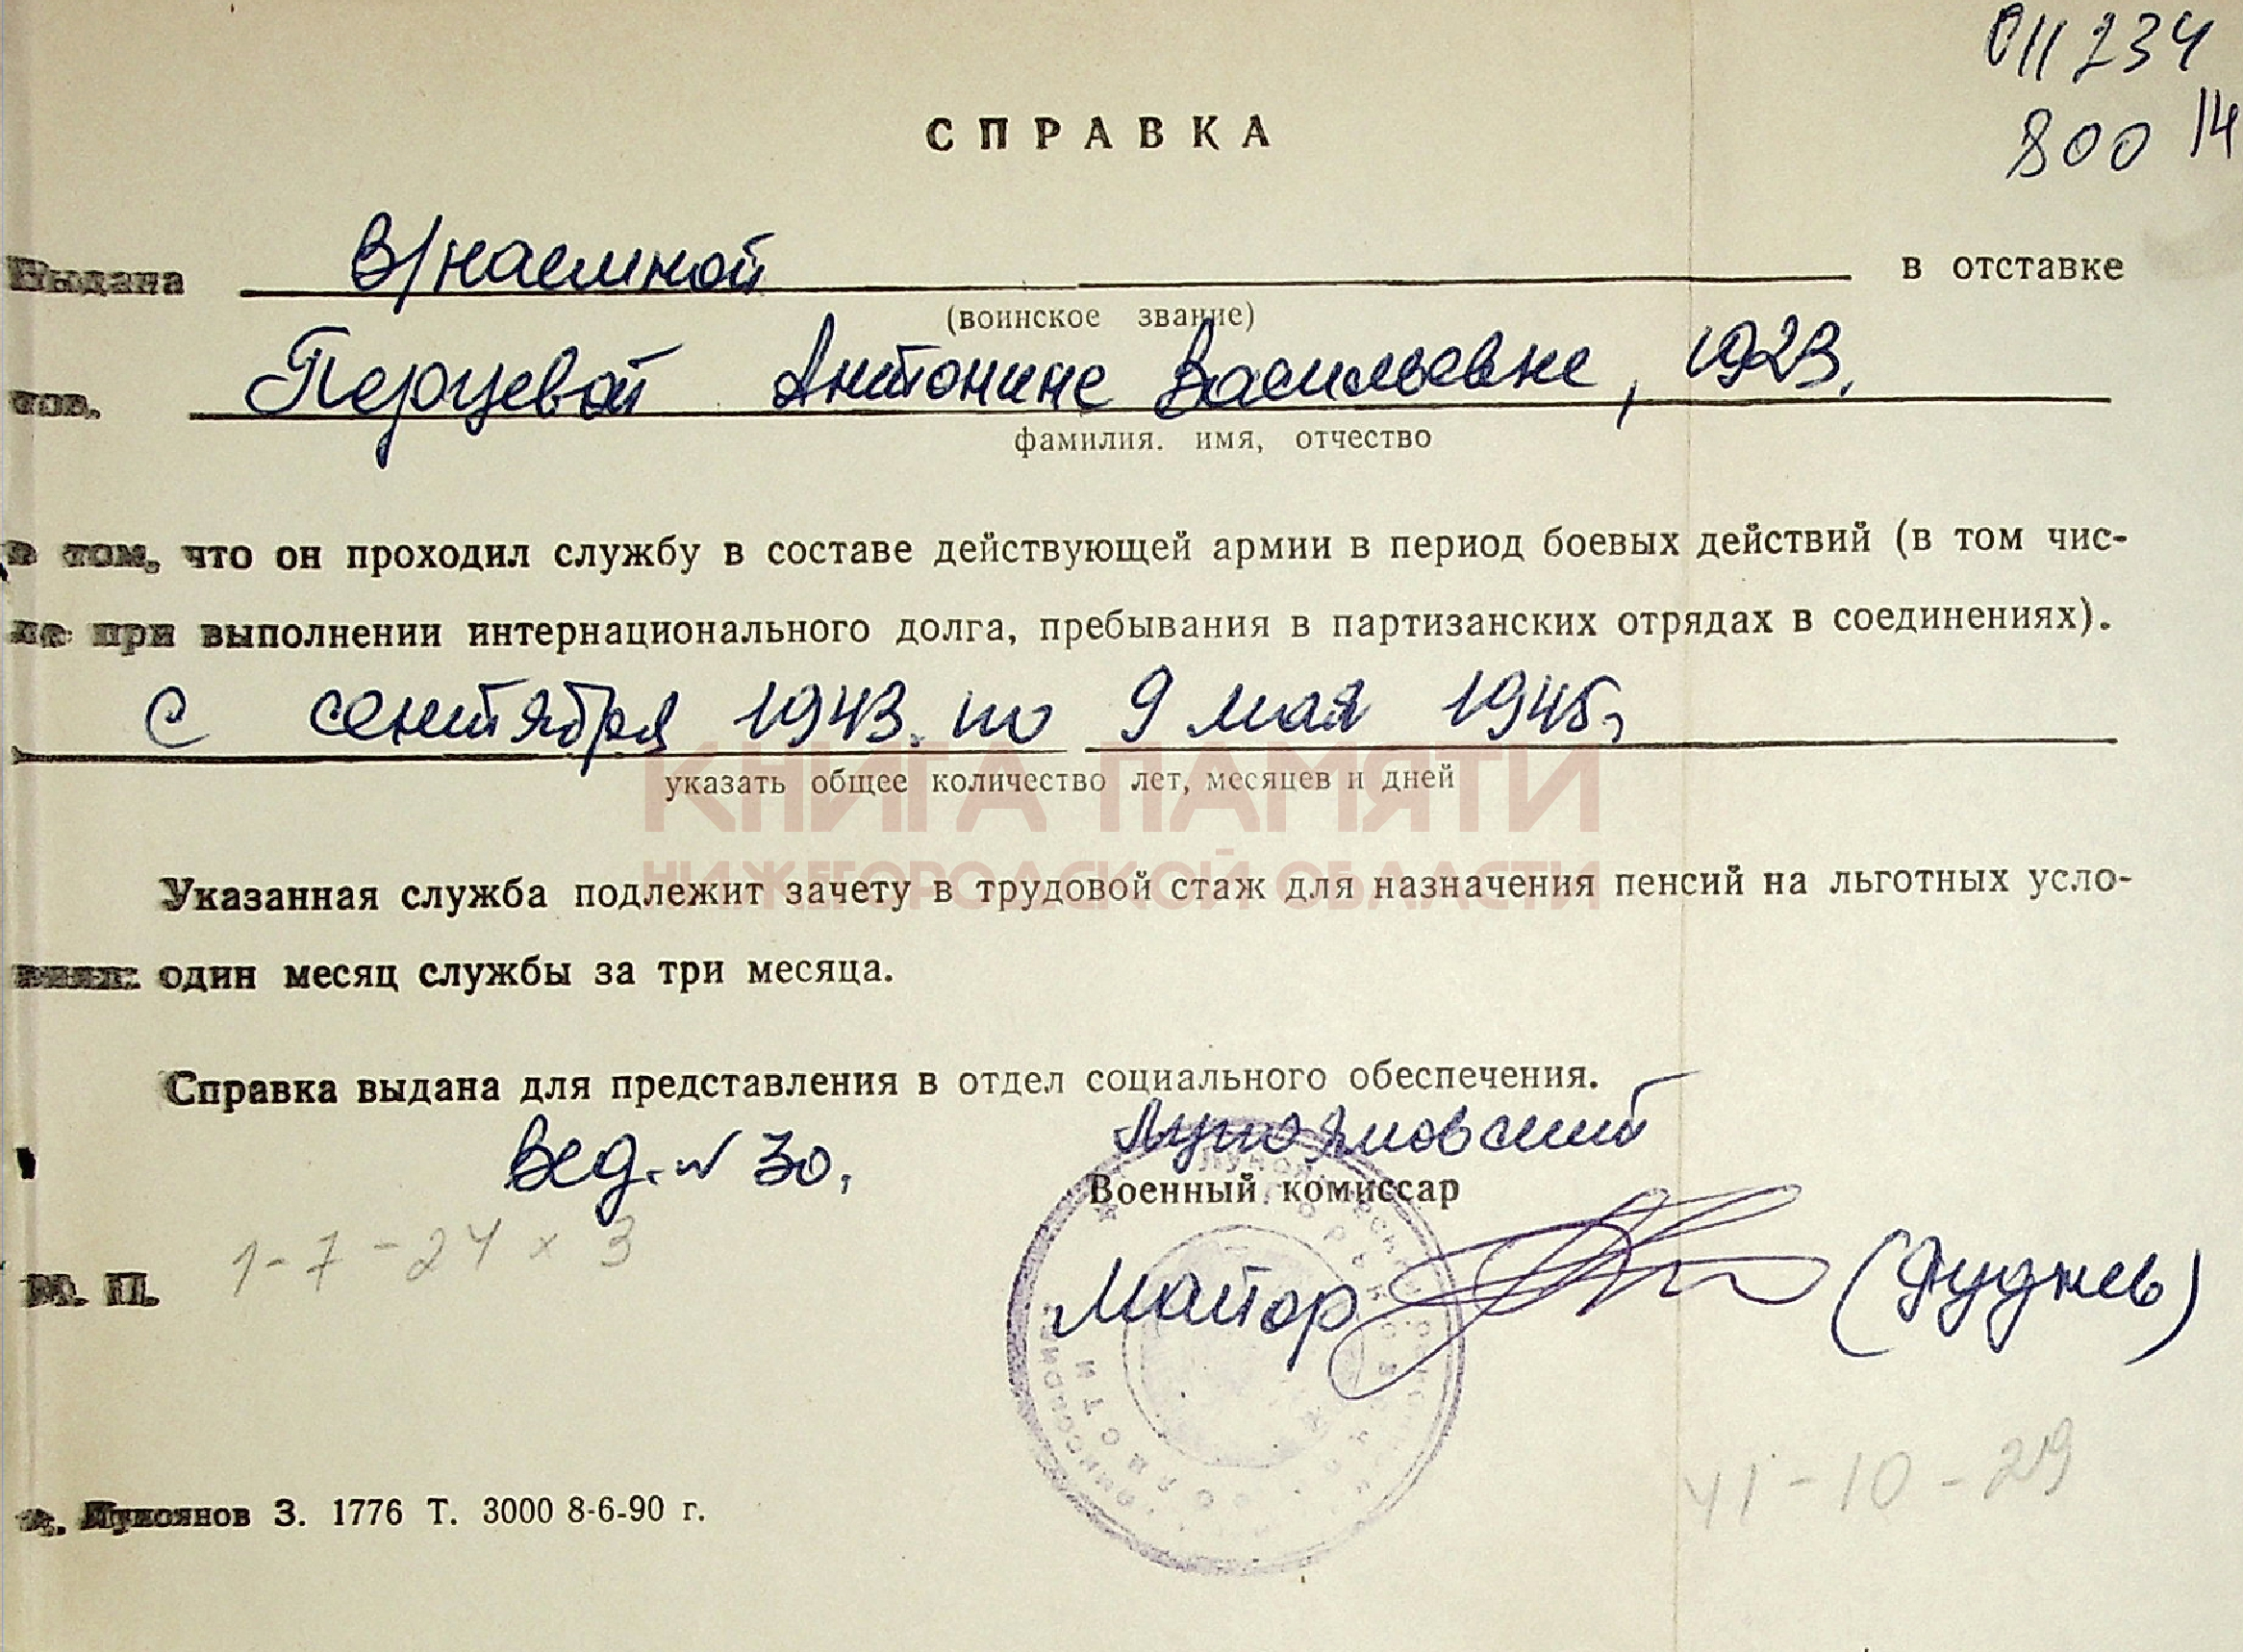 011234
800 14
СПРАВКА
Выдана В/наемной в отставке
(воинское звание)
тов. Перцевой Антонине Васильевне, 1923.
фамилия. имя, отчество
в том, что он проходил службу в составе действующей армии в период боевых действий (в том чис-
ле при выполнении интернационального долга, пребывания в партизанских отрядах в соединениях).
с сентября 1943. по 9 мая 1945г
указать общее количество лет, месяцев и дней
КНИГА ПАМЯТИ
НИЖЕГОРОДСКОЙ ОБЛАСТИ
Указанная служба подлежит зачету в трудовой стаж для назначения пенсий на льготных усло-
виях: один месяц службы за три месяца.
Справка выдана для представления в отдел социального обеспечения.
Вед. № 30.
Лукояновский
Военный комиссар
1-7-24 х 3
М. П.
Майор
41-10-29
г. Лукоянов З. 1776 Т. 3000 8-6-90 г.